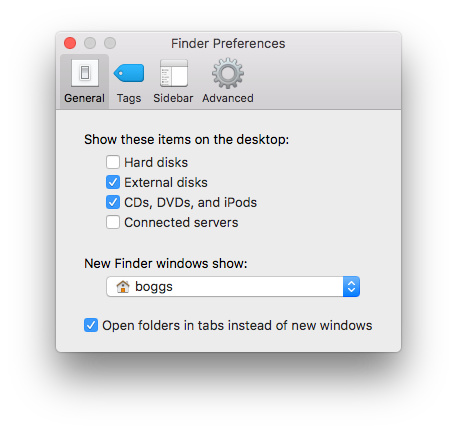 Finder Preferences
General Tags Sidebar Advanced
Show these items on the desktop:
Hard disks
External disks
CDs, DVDs, and iPods
Connected servers
New Finder windows show:
boggs
Open folders in tabs instead of new windows